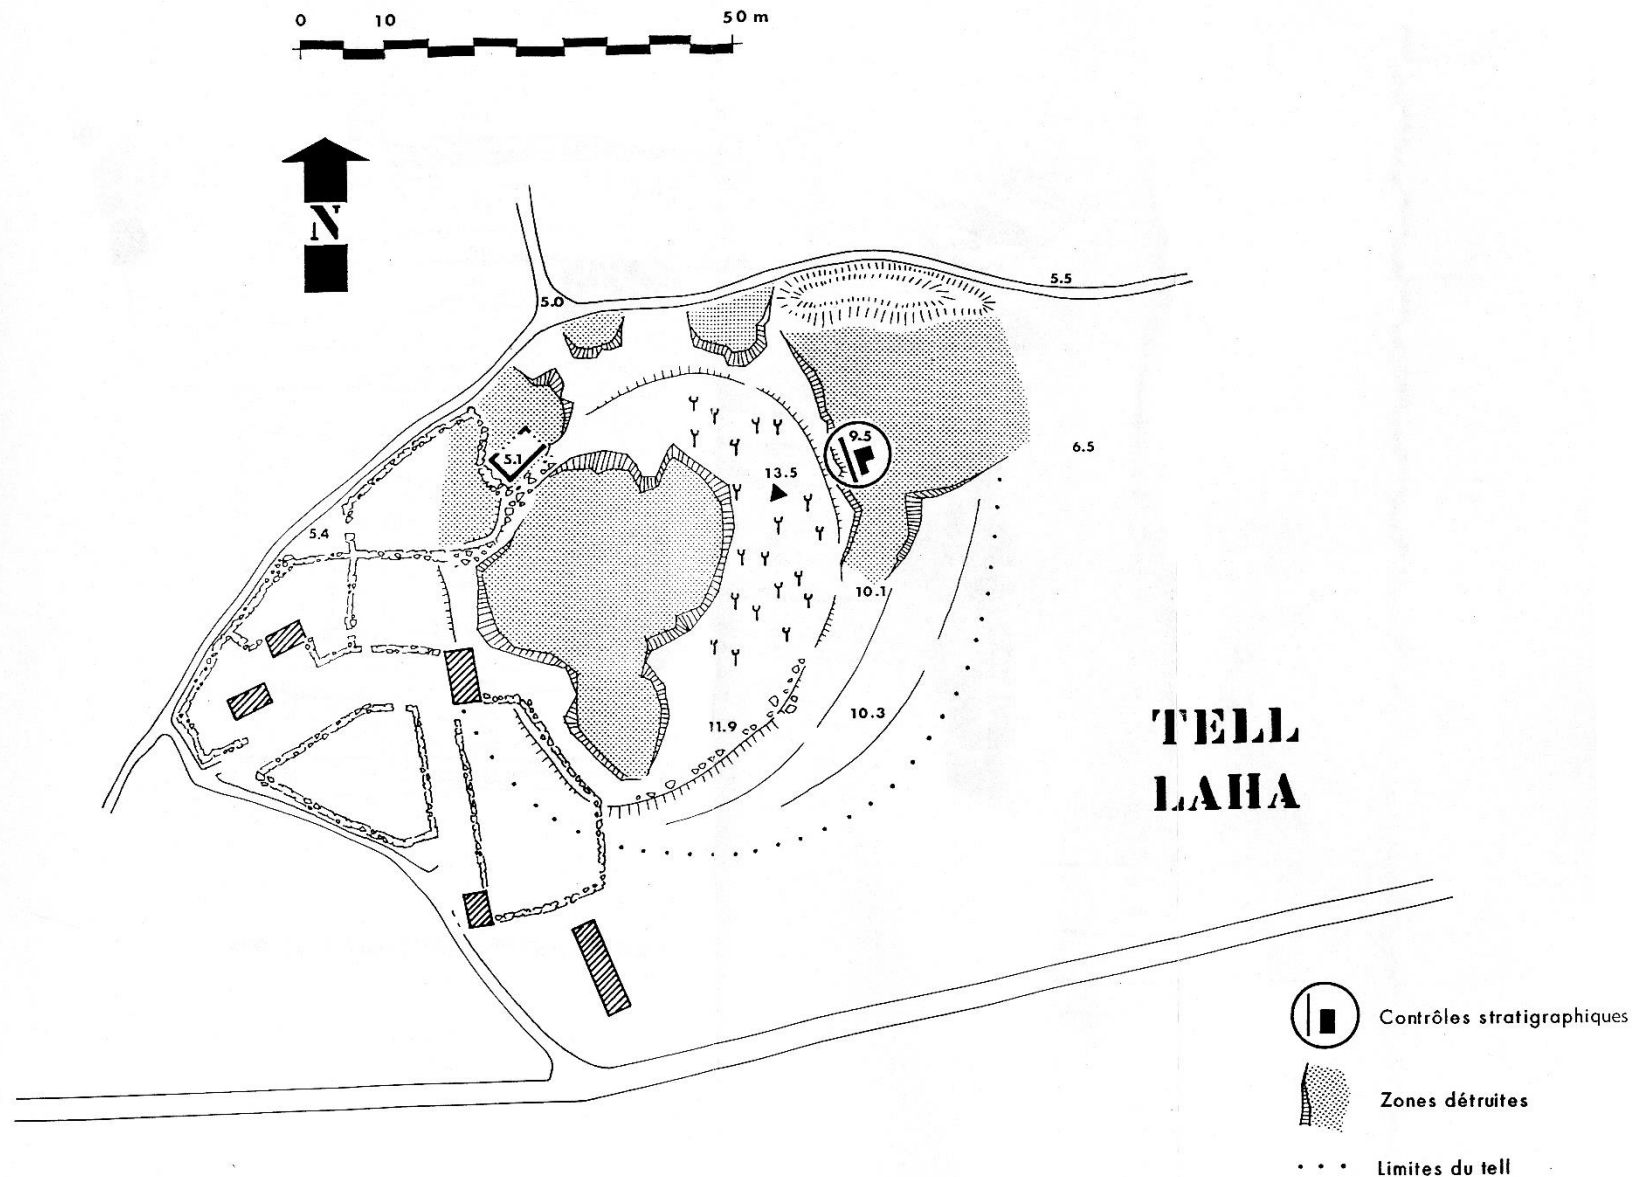 0 10 50 m
N
5.5
5.0
9.5
6.5
5.1
13.5
5.4
10.1
10.3
11.9
TELL
LAHA
Contrôles stratigraphiques
Zones détruites
Limites du tell